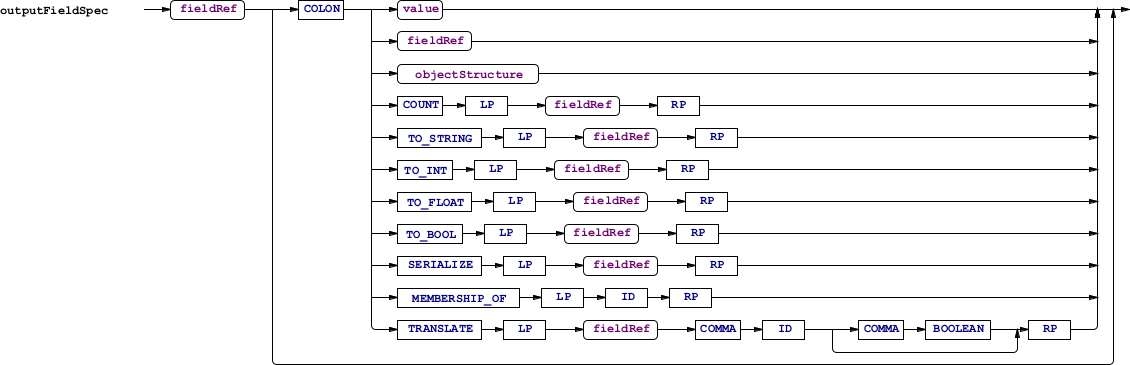 outputFieldSpec fieldRef COLON value
fieldRef
objectStructure
COUNT LP fieldRef RP
TO_STRING LP fieldRef RP
TO_INT LP fieldRef RP
TO_FLOAT LP fieldRef RP
TO_BOOL LP fieldRef RP
SERIALIZE LP fieldRef RP
MEMBERSHIP_OF LP ID RP
TRANSLATE LP fieldRef COMMA ID COMMA BOOLEAN RP